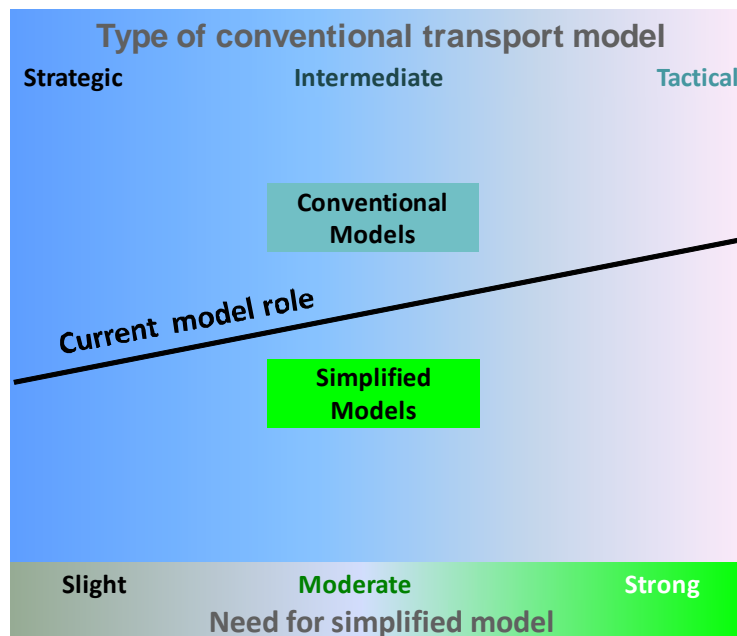 Type of conventional transport model
Strategic Intermediate Tactical
Conventional
Models
Current model role
Simplified
Models
Slight Moderate Strong
Need for simplified model